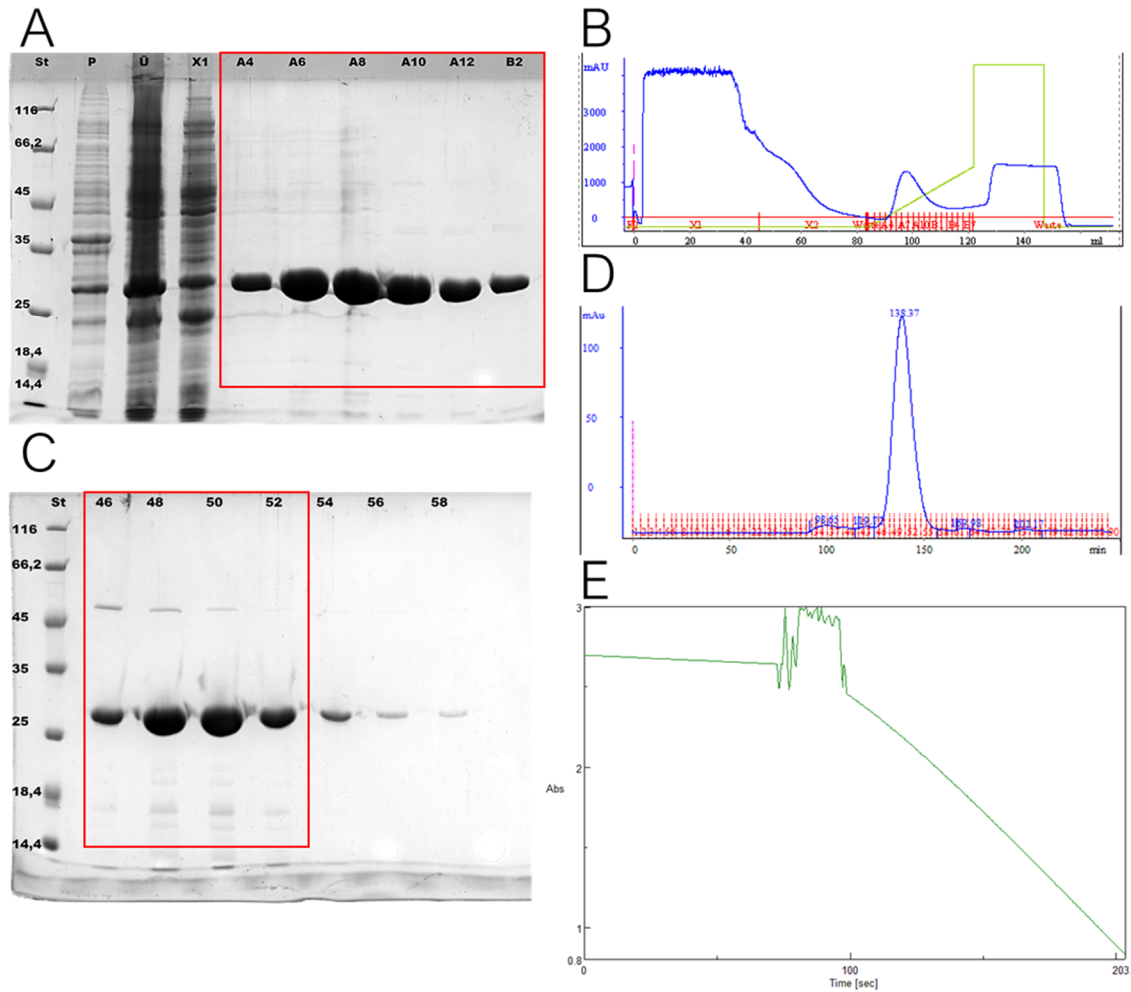 A
St P Ü X1 A4 A6 A8 A10 A12 B2
116
66,2
45
35
25
18,4
14,4
B
mAU
3000
2000
1000
0
X1 X2
0 20 40 60 80 100 120 140 ml
C
St 46 48 50 52 54 56 58
116
66,2
45
35
25
18,4
14,4
D
mAu
138.37
100
50
0
0 50 100 150 200 min
E
3
2
Abs
1
0.8
0 100 203
Time [sec]